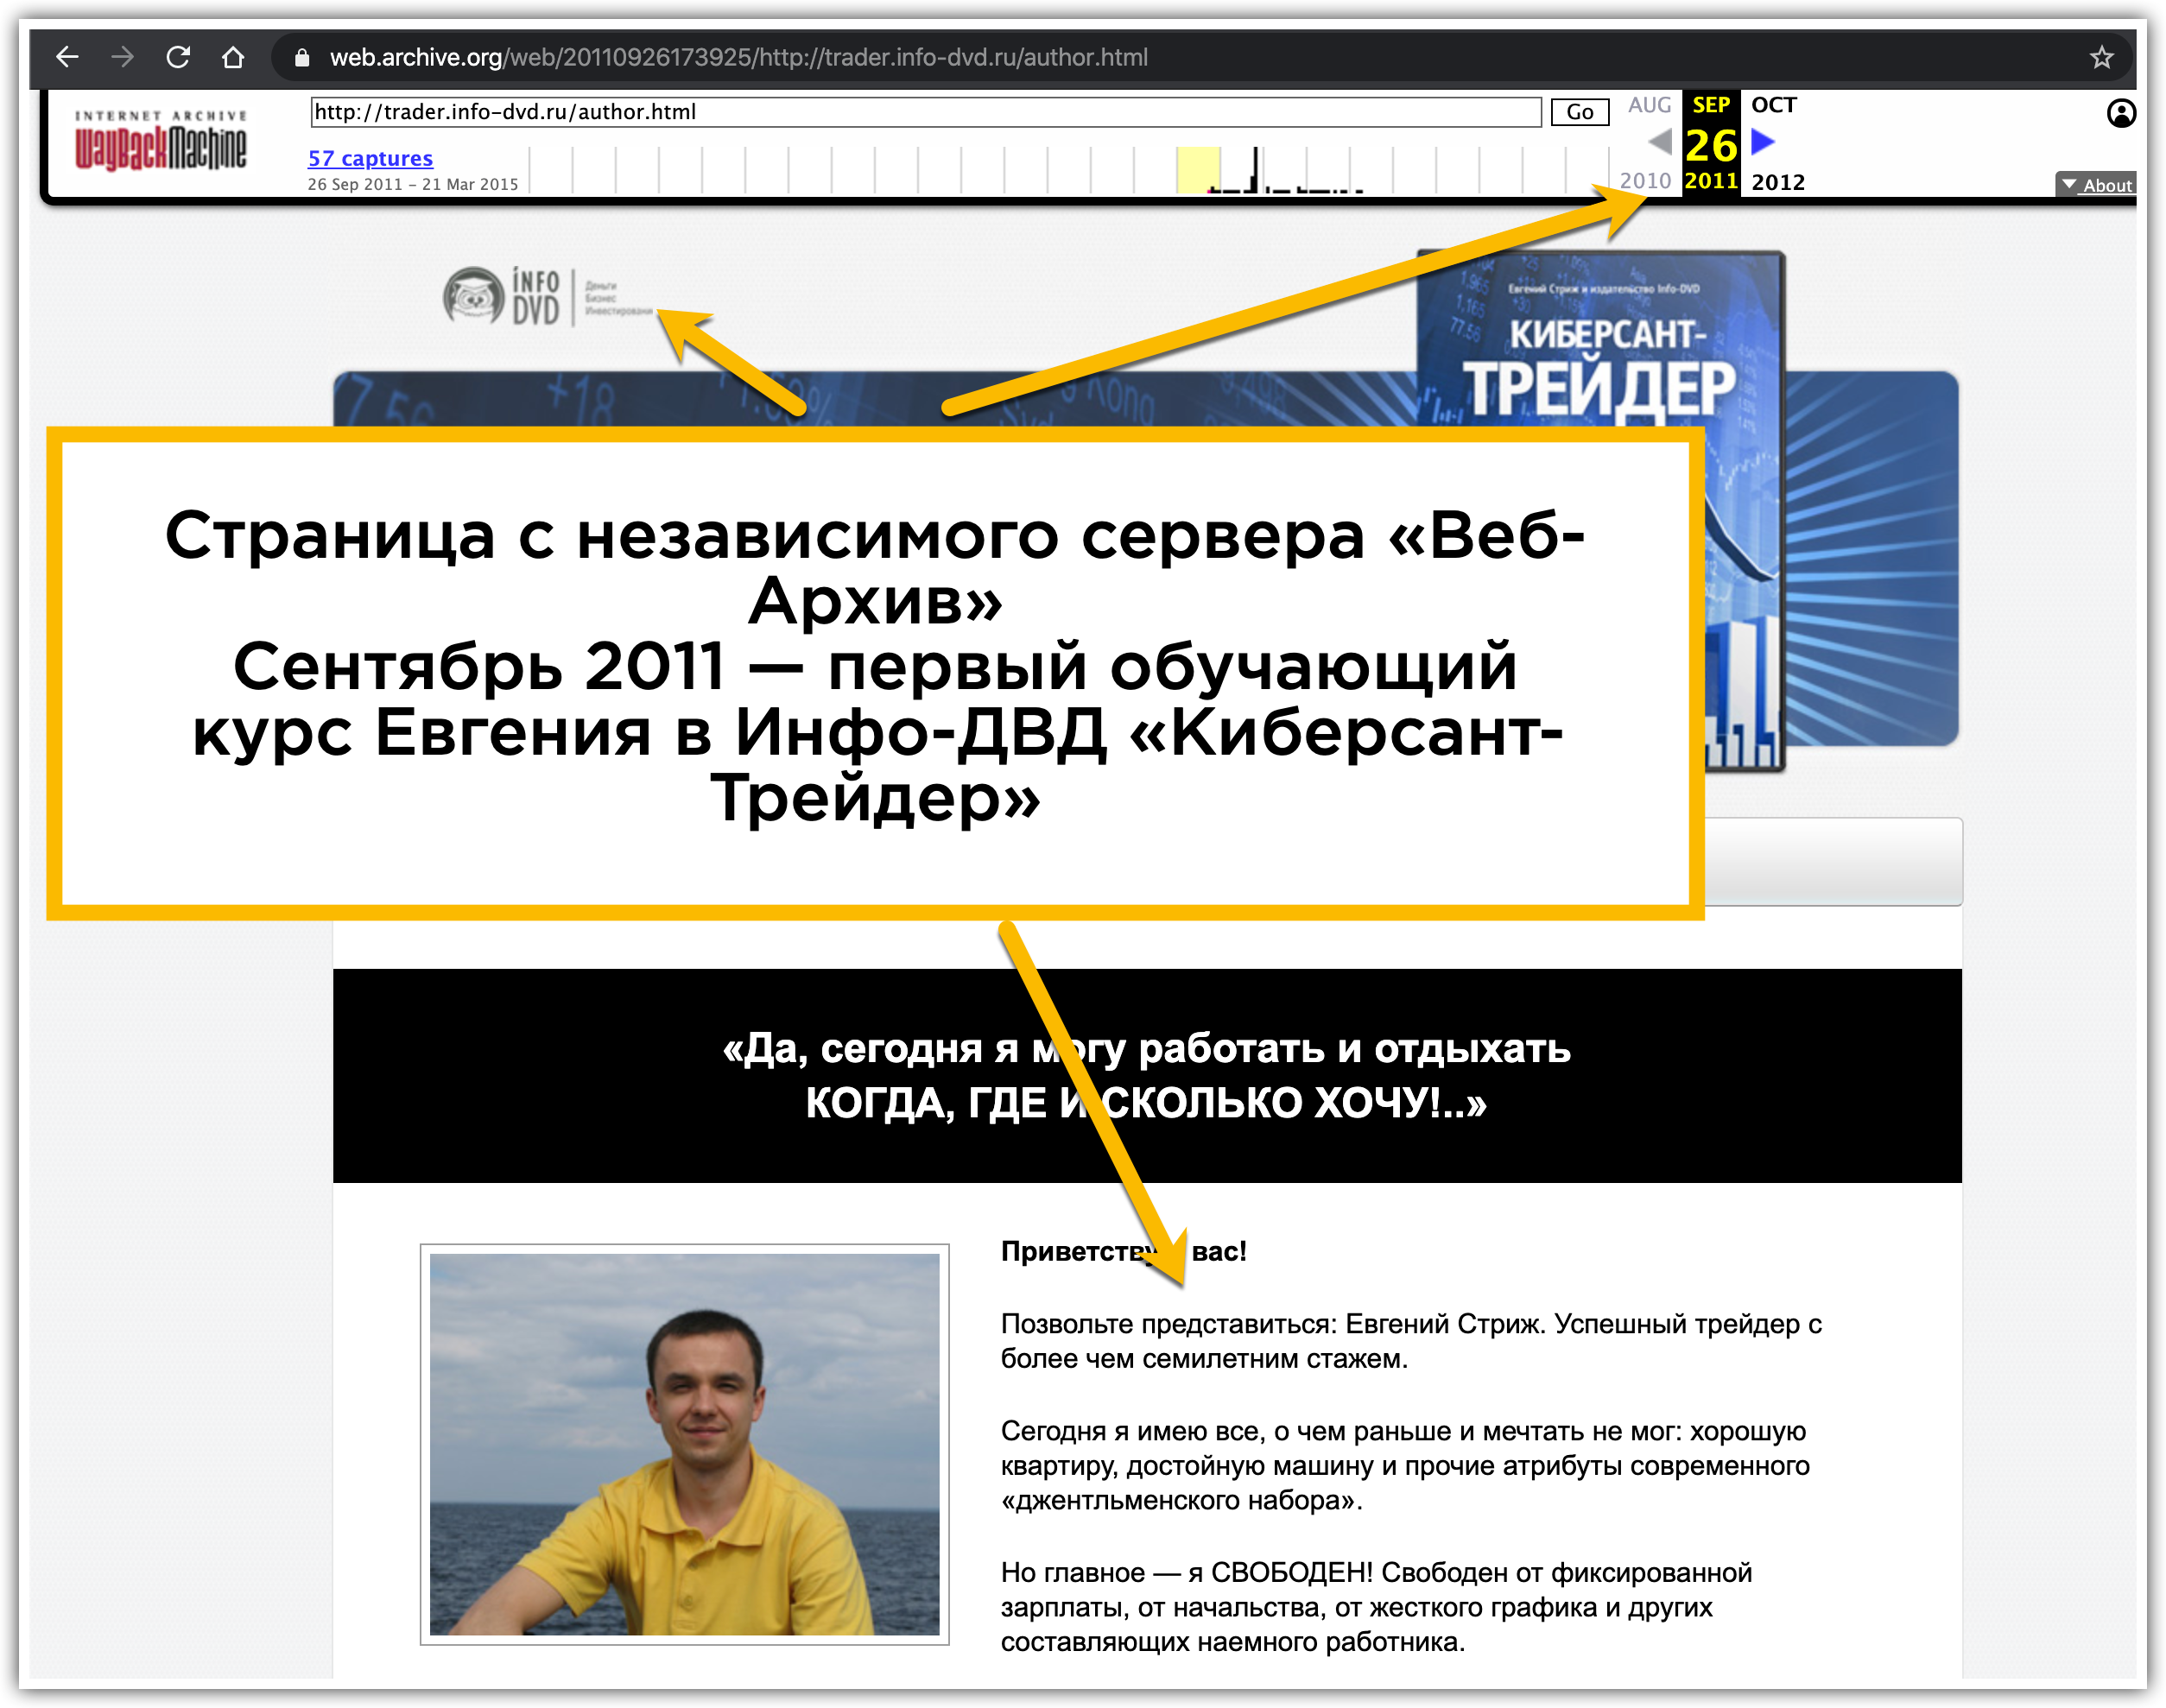 web.archive.org/web/20110926173925/http://trader.info-dvd.ru/author.html
INTERNET ARCHIVE
WayBackMachine
http://trader.info-dvd.ru/author.html
Go
AUG
SEP
OCT
57 captures
26
26 Sep 2011 – 21 Mar 2015
2010
2011
2012
About
ÍNFO
DVD
Деньги
Бизнес
Инвестировани
Евгений Стриж и издательство Info-DVD
КИБЕРСАНТ-
ТРЕЙДЕР
Страница с независимого сервера «Веб-
Архив»
Сентябрь 2011 — первый обучающий
курс Евгения в Инфо-ДВД «Киберсант-
Трейдер»
«Да, сегодня я могу работать и отдыхать
КОГДА, ГДЕ И СКОЛЬКО ХОЧУ!..»
Приветствую вас!
Позвольте представиться: Евгений Стриж. Успешный трейдер с
более чем семилетним стажем.
Сегодня я имею все, о чем раньше и мечтать не мог: хорошую
квартиру, достойную машину и прочие атрибуты современного
«джентльменского набора».
Но главное — я СВОБОДЕН! Свободен от фиксированной
зарплаты, от начальства, от жесткого графика и других
составляющих наемного работника.